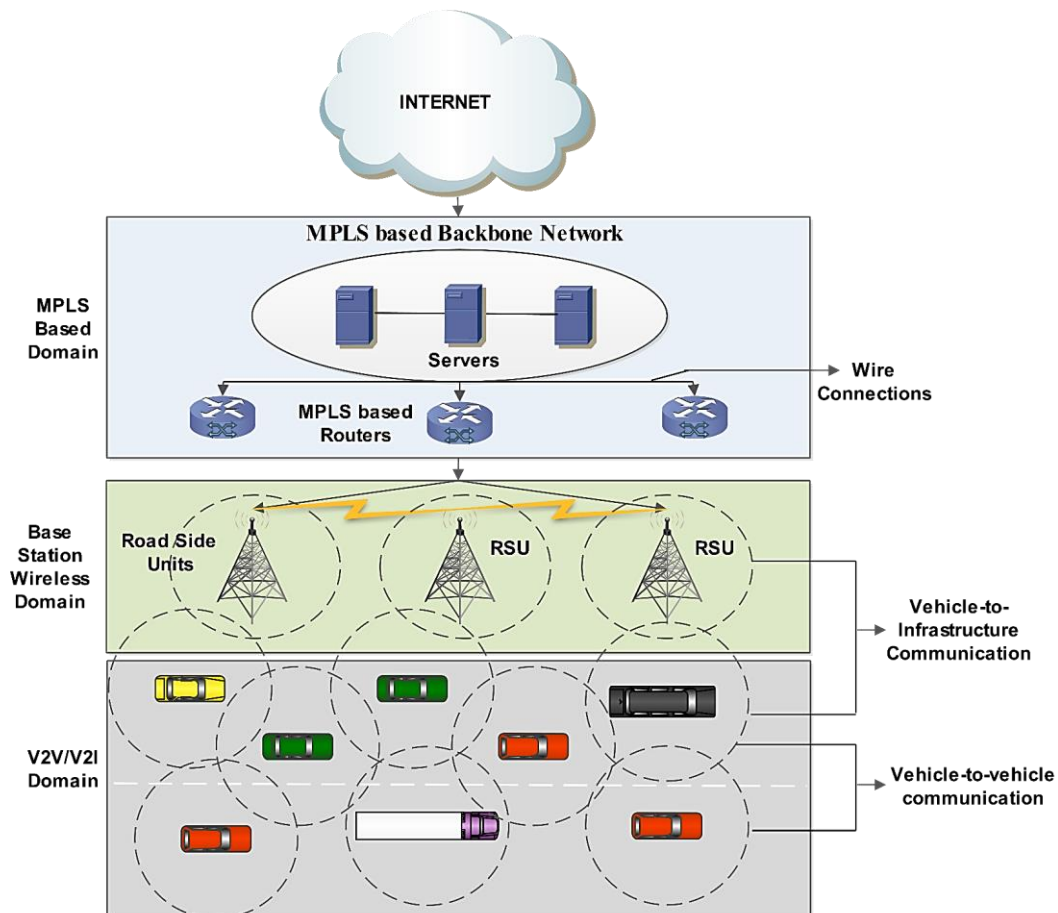 INTERNET
MPLS based Backbone Network
MPLS
Based
Domain
Servers
Wire
Connections
MPLS based
Routers
Base
Station
Wireless
Domain
Road Side
Units
RSU
RSU
Vehicle-to-
Infrastructure
Communication
V2V/V2I
Domain
Vehicle-to-vehicle
communication